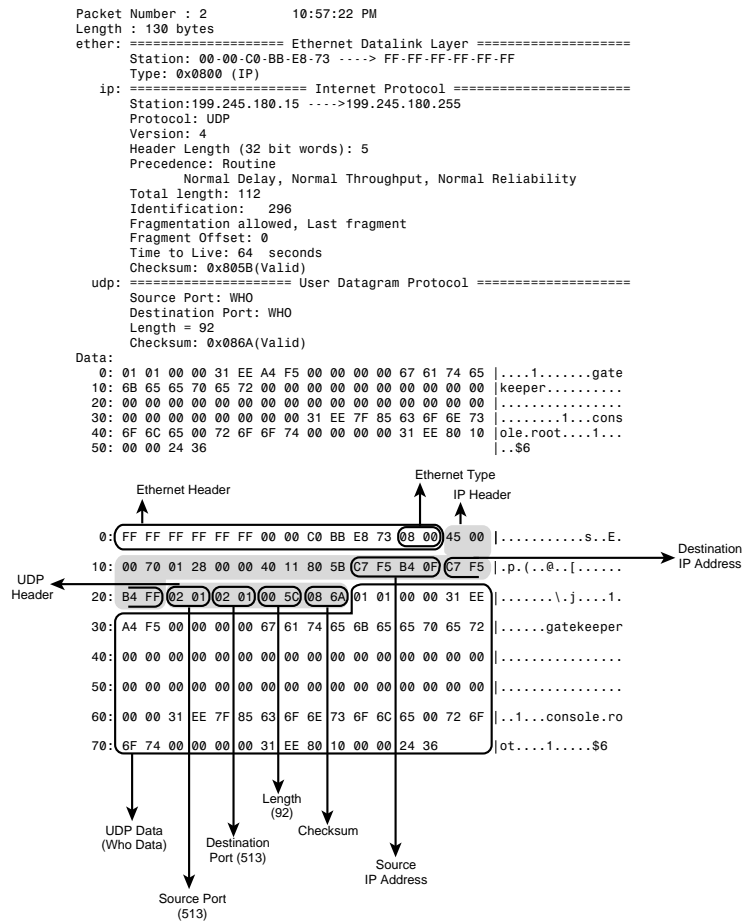 Packet Number : 2 10:57:22 PM
Length : 130 bytes
ether: ==================== Ethernet Datalink Layer ====================
Station: 00-00-C0-BB-E8-73 ----> FF-FF-FF-FF-FF-FF
Type: 0x0800 (IP)
ip: ======================= Internet Protocol =======================
Station:199.245.180.15 ---->199.245.180.255
Protocol: UDP
Version: 4
Header Length (32 bit words): 5
Precedence: Routine
Normal Delay, Normal Throughput, Normal Reliability
Total length: 112
Identification: 296
Fragmentation allowed, Last fragment
Fragment Offset: 0
Time to Live: 64 seconds
Checksum: 0x805B(Valid)
udp: ===================== User Datagram Protocol ====================
Source Port: WHO
Destination Port: WHO
Length = 92
Checksum: 0x086A(Valid)
Data:
0: 01 01 00 00 31 EE A4 F5 00 00 00 00 67 61 74 65 |....1.......gate
10: 6B 65 65 70 65 72 00 00 00 00 00 00 00 00 00 00 |keeper..........
20: 00 00 00 00 00 00 00 00 00 00 00 00 00 00 00 00 |................
30: 00 00 00 00 00 00 00 00 31 EE 7F 85 63 6F 6E 73 |........1...cons
40: 6F 6C 65 00 72 6F 6F 74 00 00 00 00 31 EE 80 10 |ole.root....1...
50: 00 00 24 36 |..$6
Ethernet Type
Ethernet Header
IP Header
0: FF FF FF FF FF FF 00 00 C0 BB E8 73 08 00 45 00 |...........s..E.
Destination
IP Address
10: 00 70 01 28 00 00 40 11 80 5B C7 F5 B4 0F C7 F5 |.p.(..@..[......
UDP
Header
20: B4 FF 02 01 02 01 00 5C 08 6A 01 01 00 00 31 EE |.......\.j....1.
30: A4 F5 00 00 00 00 67 61 74 65 6B 65 65 70 65 72 |......gatekeeper
40: 00 00 00 00 00 00 00 00 00 00 00 00 00 00 00 00 |................
50: 00 00 00 00 00 00 00 00 00 00 00 00 00 00 00 00 |................
60: 00 00 31 EE 7F 85 63 6F 6E 73 6F 6C 65 00 72 6F |..1...console.ro
70: 6F 74 00 00 00 00 31 EE 80 10 00 00 24 36 |ot....1.....$6
Length
(92)
Checksum
UDP Data
(Who Data)
Destination
Port (513)
Source
IP Address
Source Port
(513)